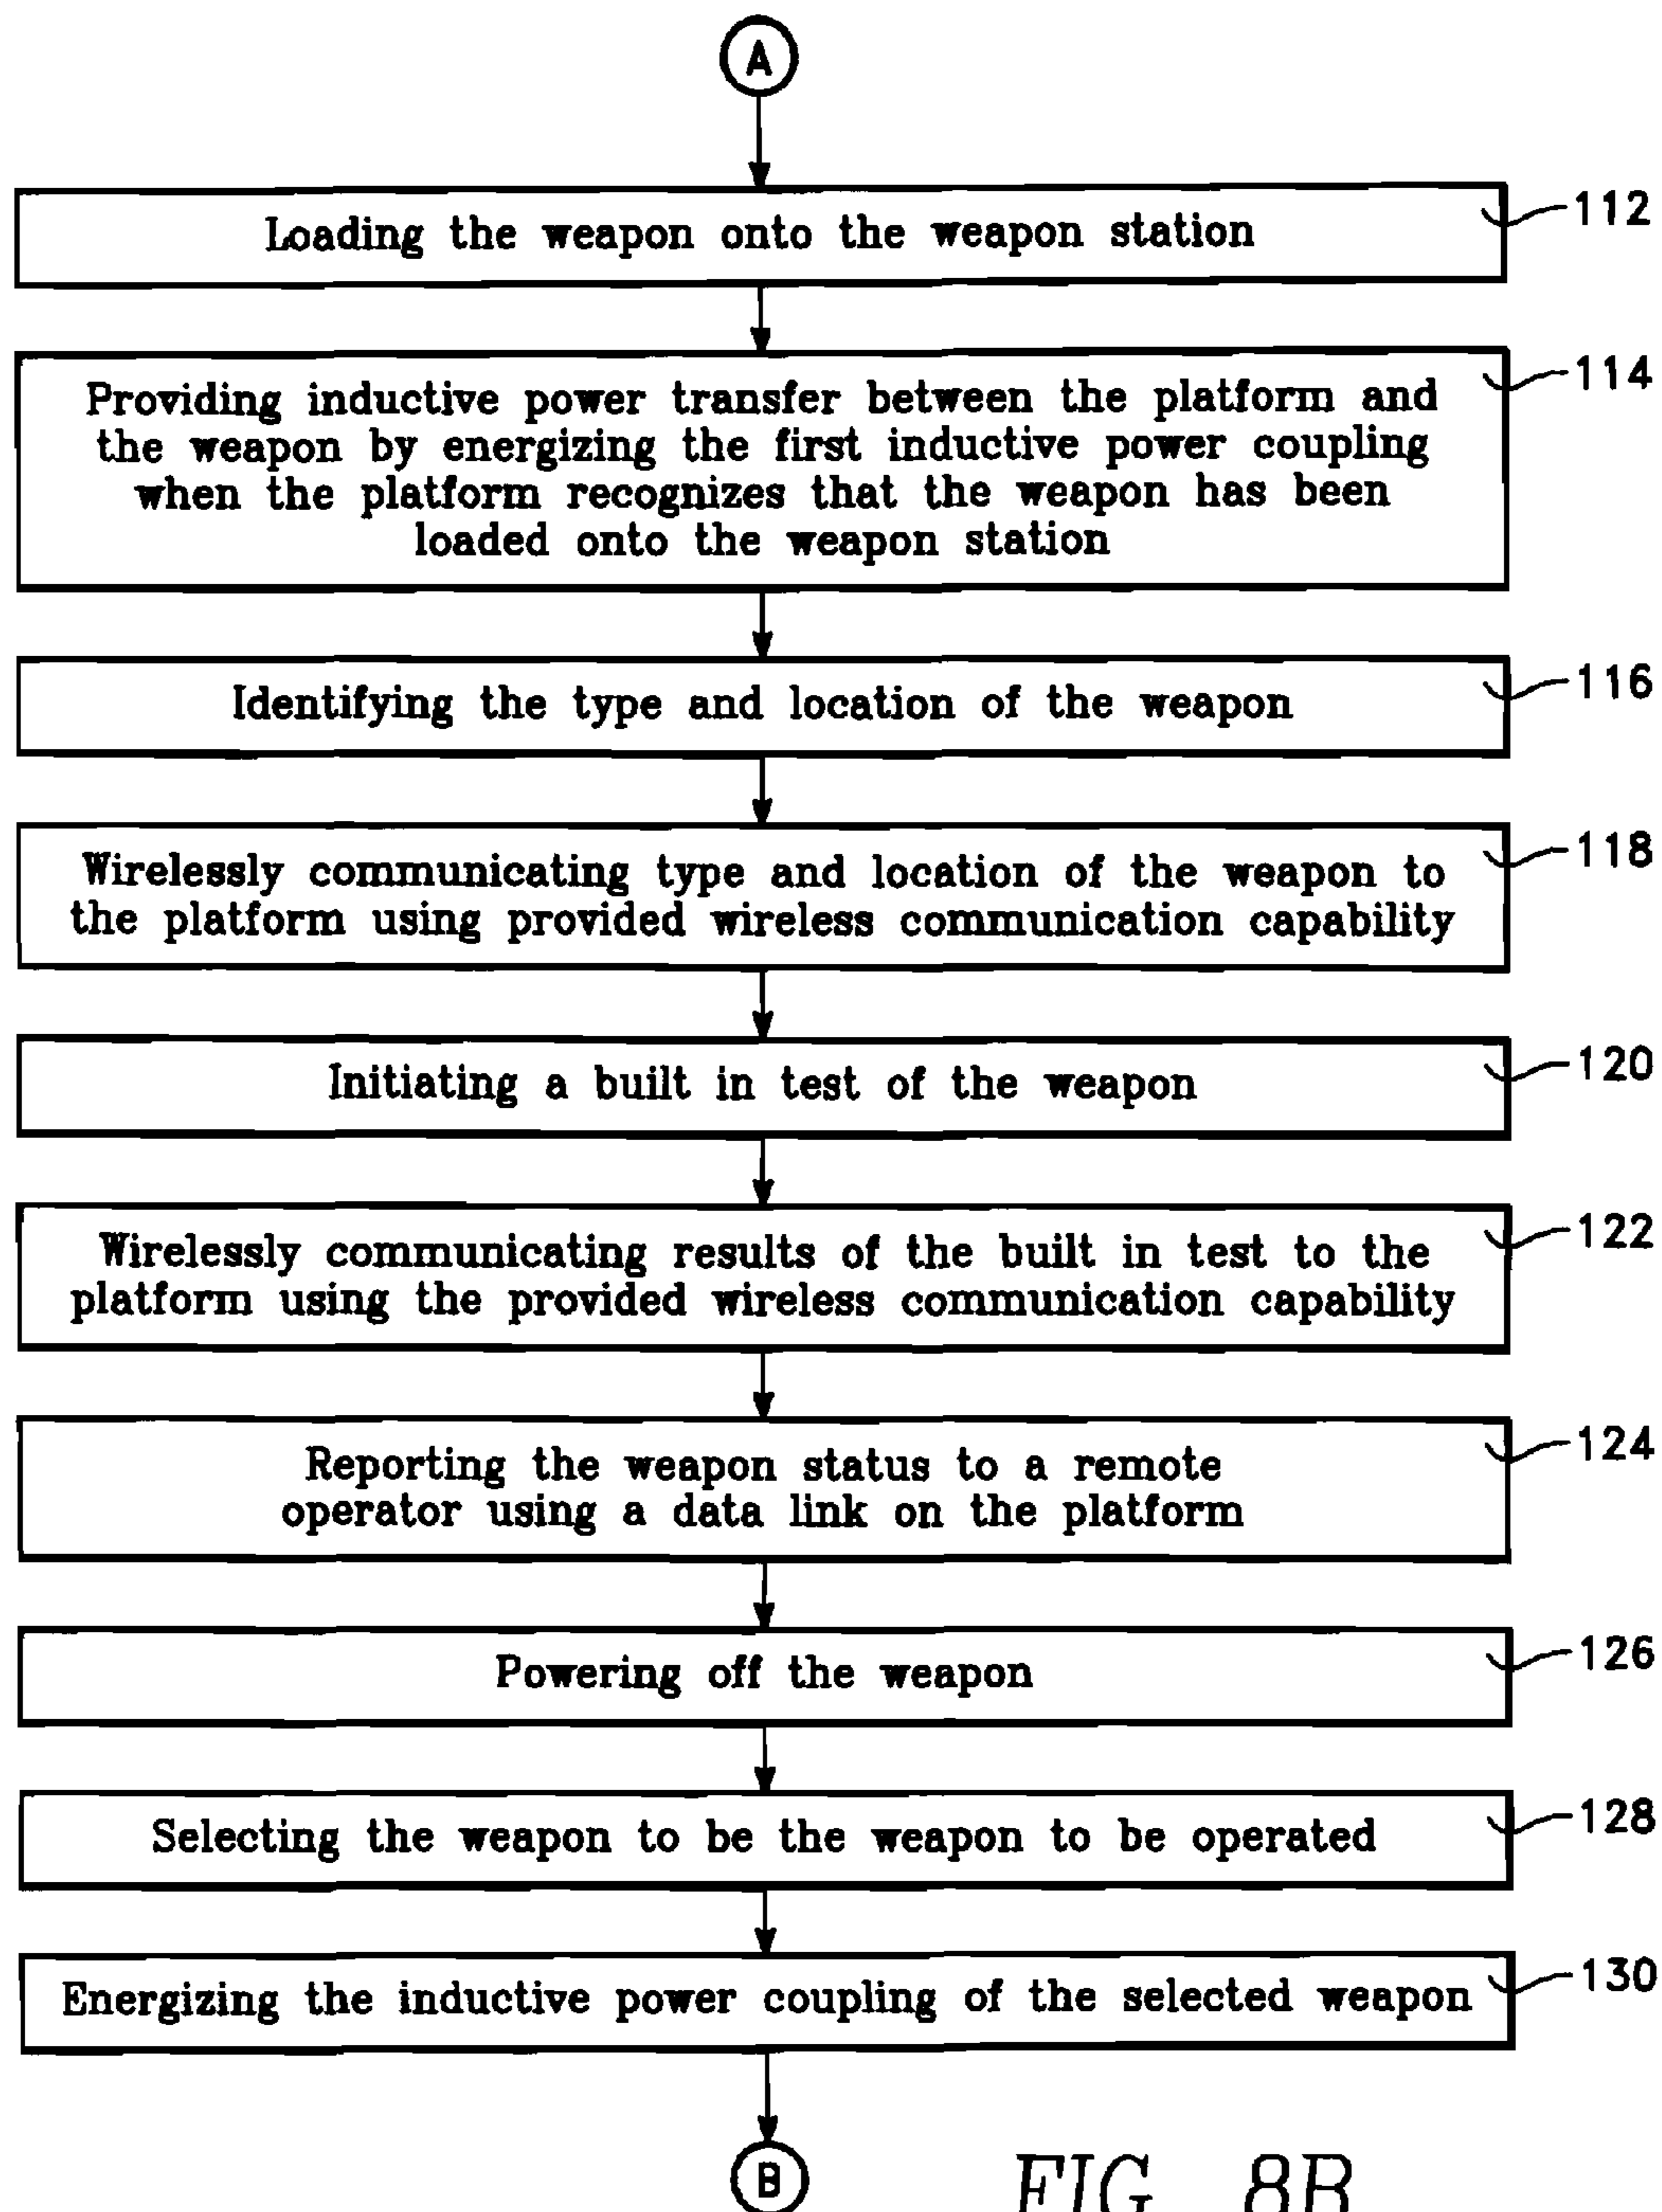 A
Loading the weapon onto the weapon station
112
Providing inductive power transfer between the platform and
the weapon by energizing the first inductive power coupling
when the platform recognizes that the weapon has been
loaded onto the weapon station
114
Identifying the type and location of the weapon
116
Wirelessly communicating type and location of the weapon to
the platform using provided wireless communication capability
118
Initiating a built in test of the weapon
120
Wirelessly communicating results of the built in test to the
platform using the provided wireless communication capability
122
Reporting the weapon status to a remote
operator using a data link on the platform
124
Powering off the weapon
126
Selecting the weapon to be the weapon to be operated
128
Energizing the inductive power coupling of the selected weapon
130
B
FIG. 8B